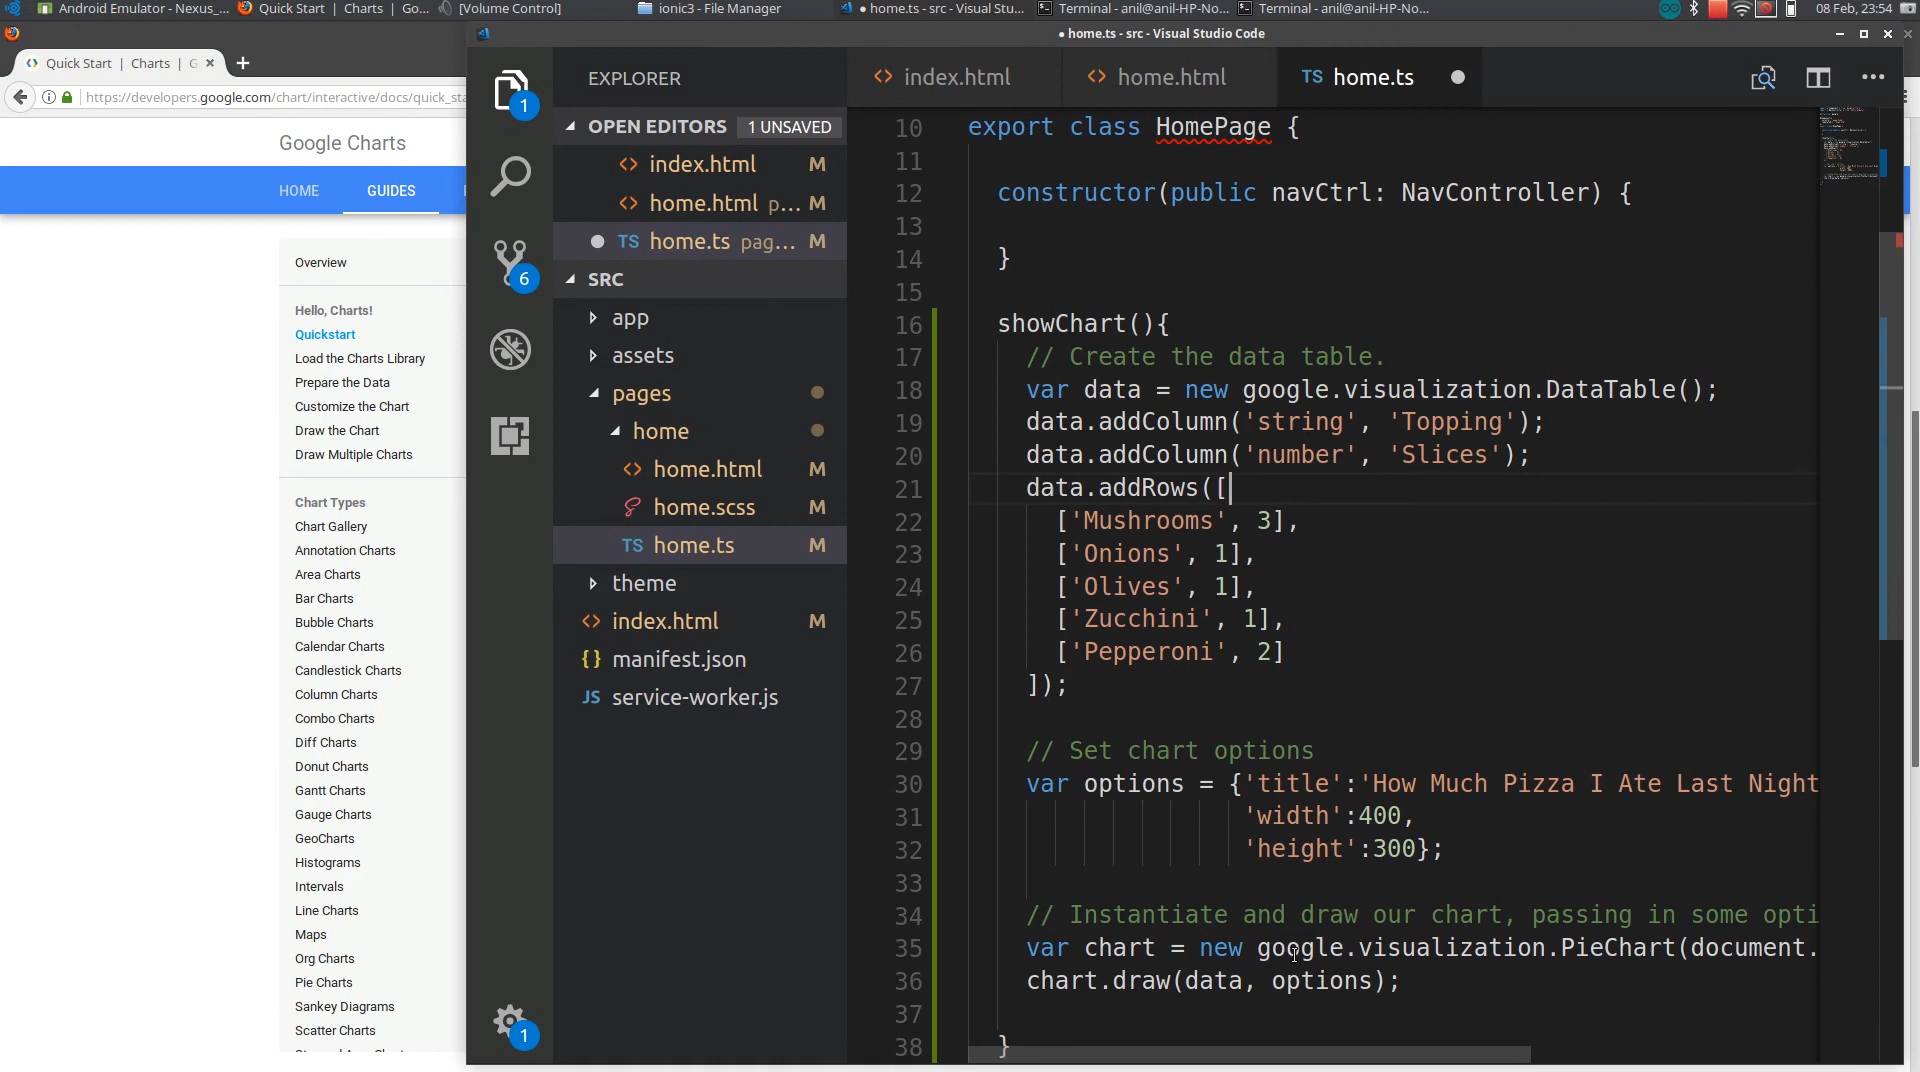 Android Emulator - Nexus_...
Quick Start | Charts | Go...
[Volume Control]
ionic3 - File Manager
• home.ts - src - Visual Stu...
Terminal - anil@anil-HP-No...
Terminal - anil@anil-HP-No...
08 Feb, 23:54
Quick Start | Charts | G
https://developers.google.com/chart/interactive/docs/quick_sta
Google Charts
HOME
GUIDES
Overview
Hello, Charts!
Quickstart
Load the Charts Library
Prepare the Data
Customize the Chart
Draw the Chart
Draw Multiple Charts
Chart Types
Chart Gallery
Annotation Charts
Area Charts
Bar Charts
Bubble Charts
Calendar Charts
Candlestick Charts
Column Charts
Combo Charts
Diff Charts
Donut Charts
Gantt Charts
Gauge Charts
GeoCharts
Histograms
Intervals
Line Charts
Maps
Org Charts
Pie Charts
Sankey Diagrams
Scatter Charts
• home.ts - src - Visual Studio Code
1
6
1
EXPLORER
OPEN EDITORS 1 UNSAVED
index.html M
home.html p... M
TS home.ts pag... M
SRC
app
assets
pages
home
home.html M
home.scss M
TS home.ts M
theme
index.html M
{} manifest.json
JS service-worker.js
index.html
home.html
TS home.ts
10 export class HomePage {
11
12 constructor(public navCtrl: NavController) {
13
14 }
15
16 showChart(){
17 // Create the data table.
18 var data = new google.visualization.DataTable();
19 data.addColumn('string', 'Topping');
20 data.addColumn('number', 'Slices');
21 data.addRows([
22 ['Mushrooms', 3],
23 ['Onions', 1],
24 ['Olives', 1],
25 ['Zucchini', 1],
26 ['Pepperoni', 2]
27 ]);
28
29 // Set chart options
30 var options = {'title':'How Much Pizza I Ate Last Night
31 'width':400,
32 'height':300};
33
34 // Instantiate and draw our chart, passing in some opti
35 var chart = new google.visualization.PieChart(document.
36 chart.draw(data, options);
37
38 }